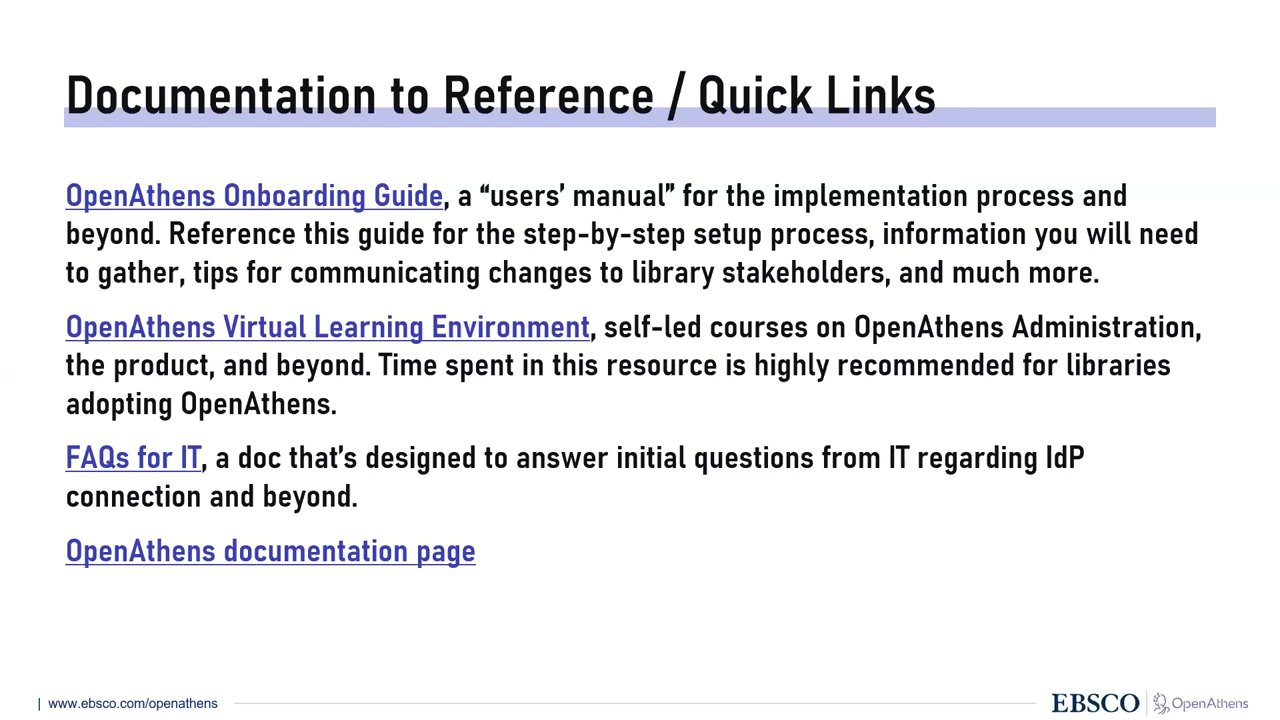 Documentation to Reference / Quick Links
OpenAthens Onboarding Guide, a “users’ manual” for the implementation process and
beyond. Reference this guide for the step-by-step setup process, information you will need
to gather, tips for communicating changes to library stakeholders, and much more.
OpenAthens Virtual Learning Environment, self-led courses on OpenAthens Administration,
the product, and beyond. Time spent in this resource is highly recommended for libraries
adopting OpenAthens.
FAQs for IT, a doc that’s designed to answer initial questions from IT regarding IdP
connection and beyond.
OpenAthens documentation page
| www.ebsco.com/openathens
EBSCO | OpenAthens